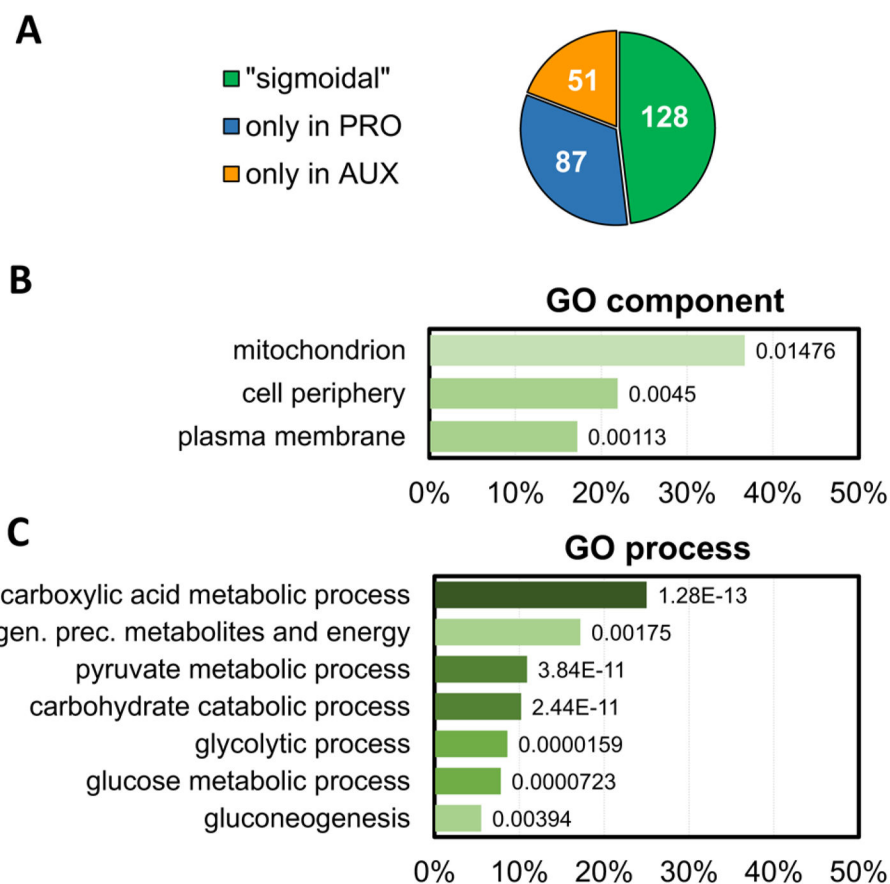 A
"sigmoidal"
only in PRO
only in AUX
51
128
87
B
GO component
mitochondrion
0.01476
cell periphery
0.0045
plasma membrane
0.00113
0% 10% 20% 30% 40% 50%
C
GO process
carboxylic acid metabolic process
1.28E-13
gen. prec. metabolites and energy
0.00175
pyruvate metabolic process
3.84E-11
carbohydrate catabolic process
2.44E-11
glycolytic process
0.0000159
glucose metabolic process
0.0000723
gluconeogenesis
0.00394
0% 10% 20% 30% 40% 50%